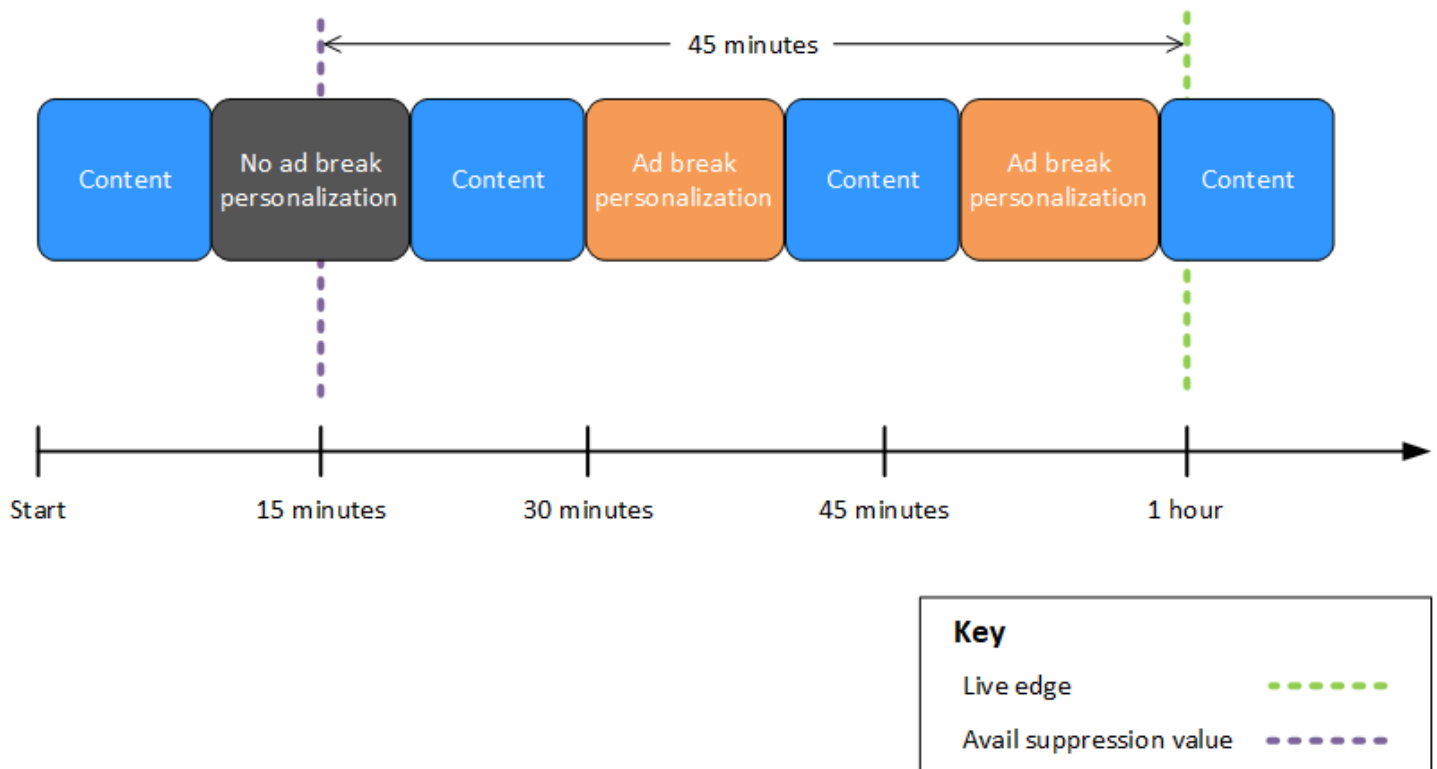 45 minutes
Content
No ad break
personalization
Content
Ad break
personalization
Content
Ad break
personalization
Content
Start
15 minutes
30 minutes
45 minutes
1 hour
Key
Live edge
Avail suppression value